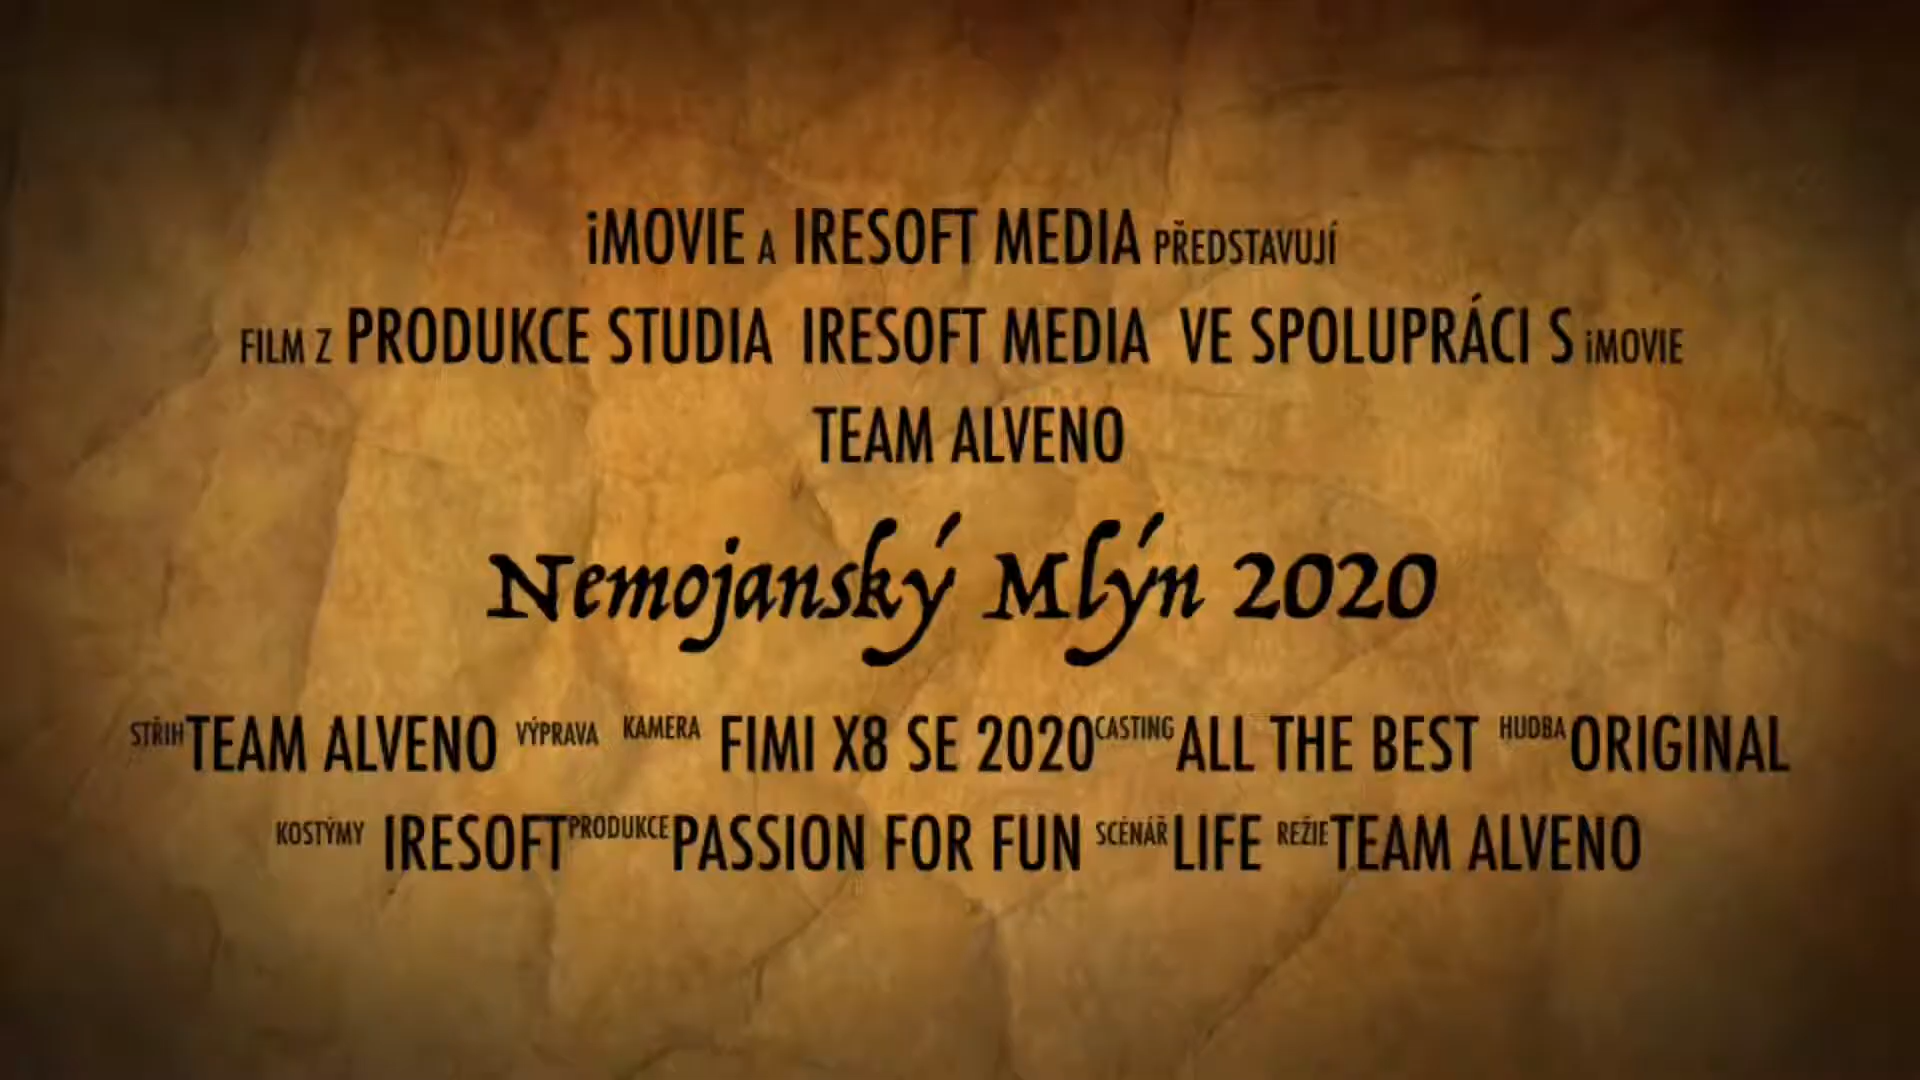 iMOVIE A IRESOFT MEDIA PŘEDSTAVUJÍ
FILM Z PRODUKCE STUDIA IRESOFT MEDIA VE SPOLUPRÁCI S iMOVIE
TEAM ALVENO
Nemojanský Mlýn 2020
STŘIH TEAM ALVENO VÝPRAVA KAMERA FIMI X8 SE 2020 CASTING ALL THE BEST HUDBA ORIGINAL
KOSTÝMY IRESOFT PRODUKCE PASSION FOR FUN SCÉNÁŘ LIFE REŽIE TEAM ALVENO